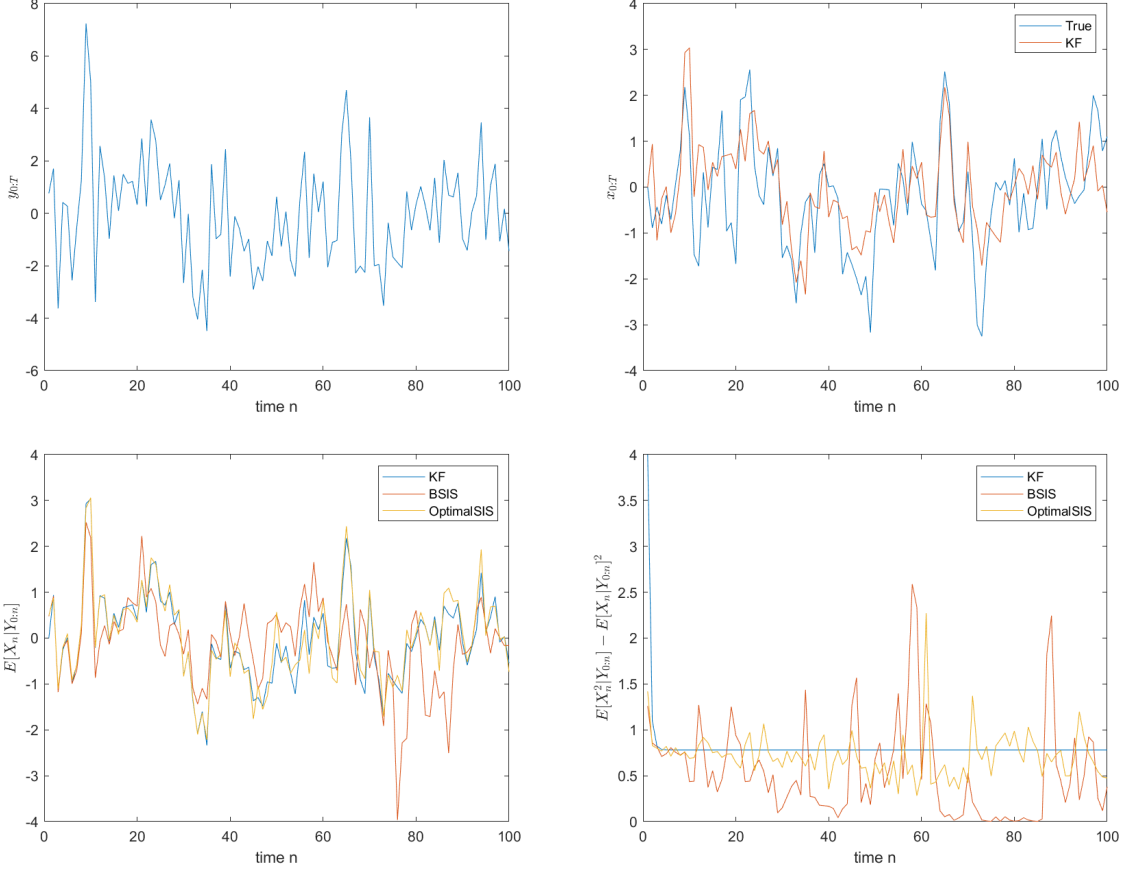 8
6
4
2
0
-2
-4
-6
y0:T
0 20 40 60 80 100
time n
4
3
2
1
0
-1
-2
-3
-4
x0:T
True
KF
0 20 40 60 80 100
time n
4
3
2
1
0
-1
-2
-3
-4
E[Xn|Y0:n]
KF
BSIS
OptimalSIS
0 20 40 60 80 100
time n
4
3.5
3
2.5
2
1.5
1
0.5
0
E[X²n|Y0:n] − E[Xn|Y0:n]²
KF
BSIS
OptimalSIS
0 20 40 60 80 100
time n